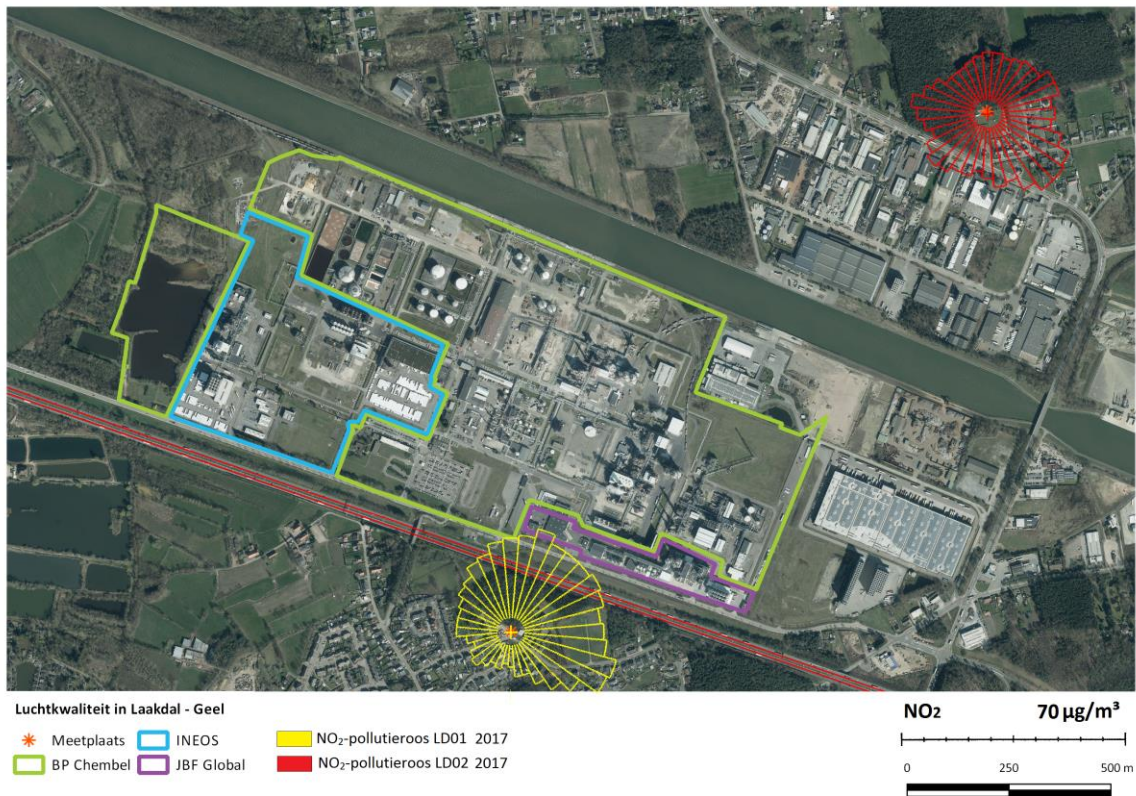 Luchtkwaliteit in Laakdal - Geel
Meetplaats
INEOS
BP Chembel
JBF Global
NO₂-pollutieroos LD01 2017
NO₂-pollutieroos LD02 2017
NO₂ 70 µg/m³
0 250 500 m